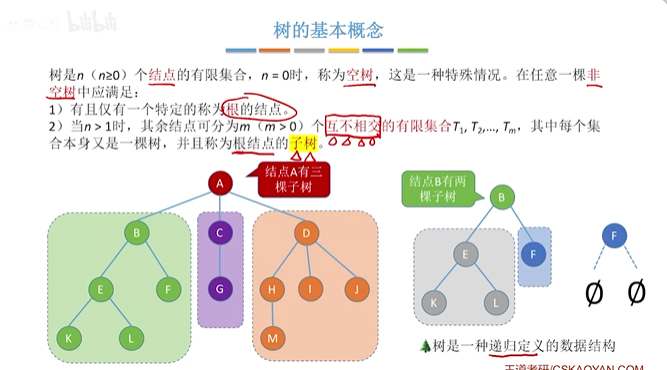 bilibili
树的基本概念
树是n（n≥0）个结点的有限集合，n = 0时，称为空树，这是一种特殊情况。在任意一棵非
空树中应满足：
1）有且仅有一个特定的称为根的结点。
2）当n > 1时，其余结点可分为m（m > 0）个互不相交的有限集合T1, T2,…, Tm，其中每个集
合本身又是一棵树，并且称为根结点的子树。
结点A有三
棵子树
A
B
C
D
E
F
G
H
I
J
K
L
M
结点B有两
棵子树
B
E
F
K
L
F
Ø
Ø
树是一种递归定义的数据结构
王道考研/CSKAOYAN.COM